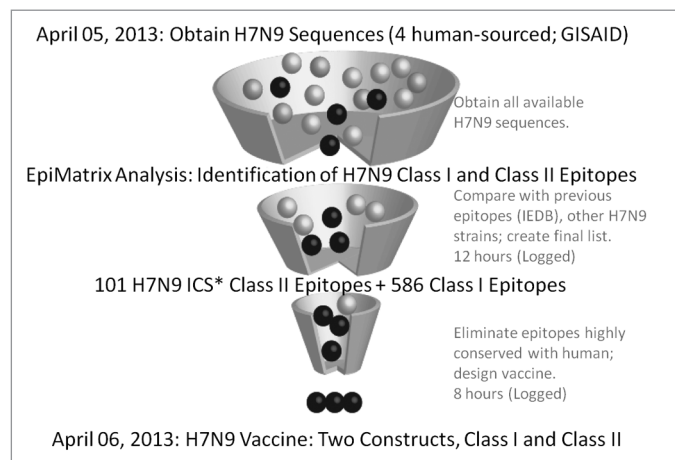 April 05, 2013: Obtain H7N9 Sequences (4 human-sourced; GISAID)
Obtain all available
H7N9 sequences.
EpiMatrix Analysis: Identification of H7N9 Class I and Class II Epitopes
Compare with previous
epitopes (IEDB), other H7N9
strains; create final list.
12 hours (Logged)
101 H7N9 ICS* Class II Epitopes + 586 Class I Epitopes
Eliminate epitopes highly
conserved with human;
design vaccine.
8 hours (Logged)
April 06, 2013: H7N9 Vaccine: Two Constructs, Class I and Class II